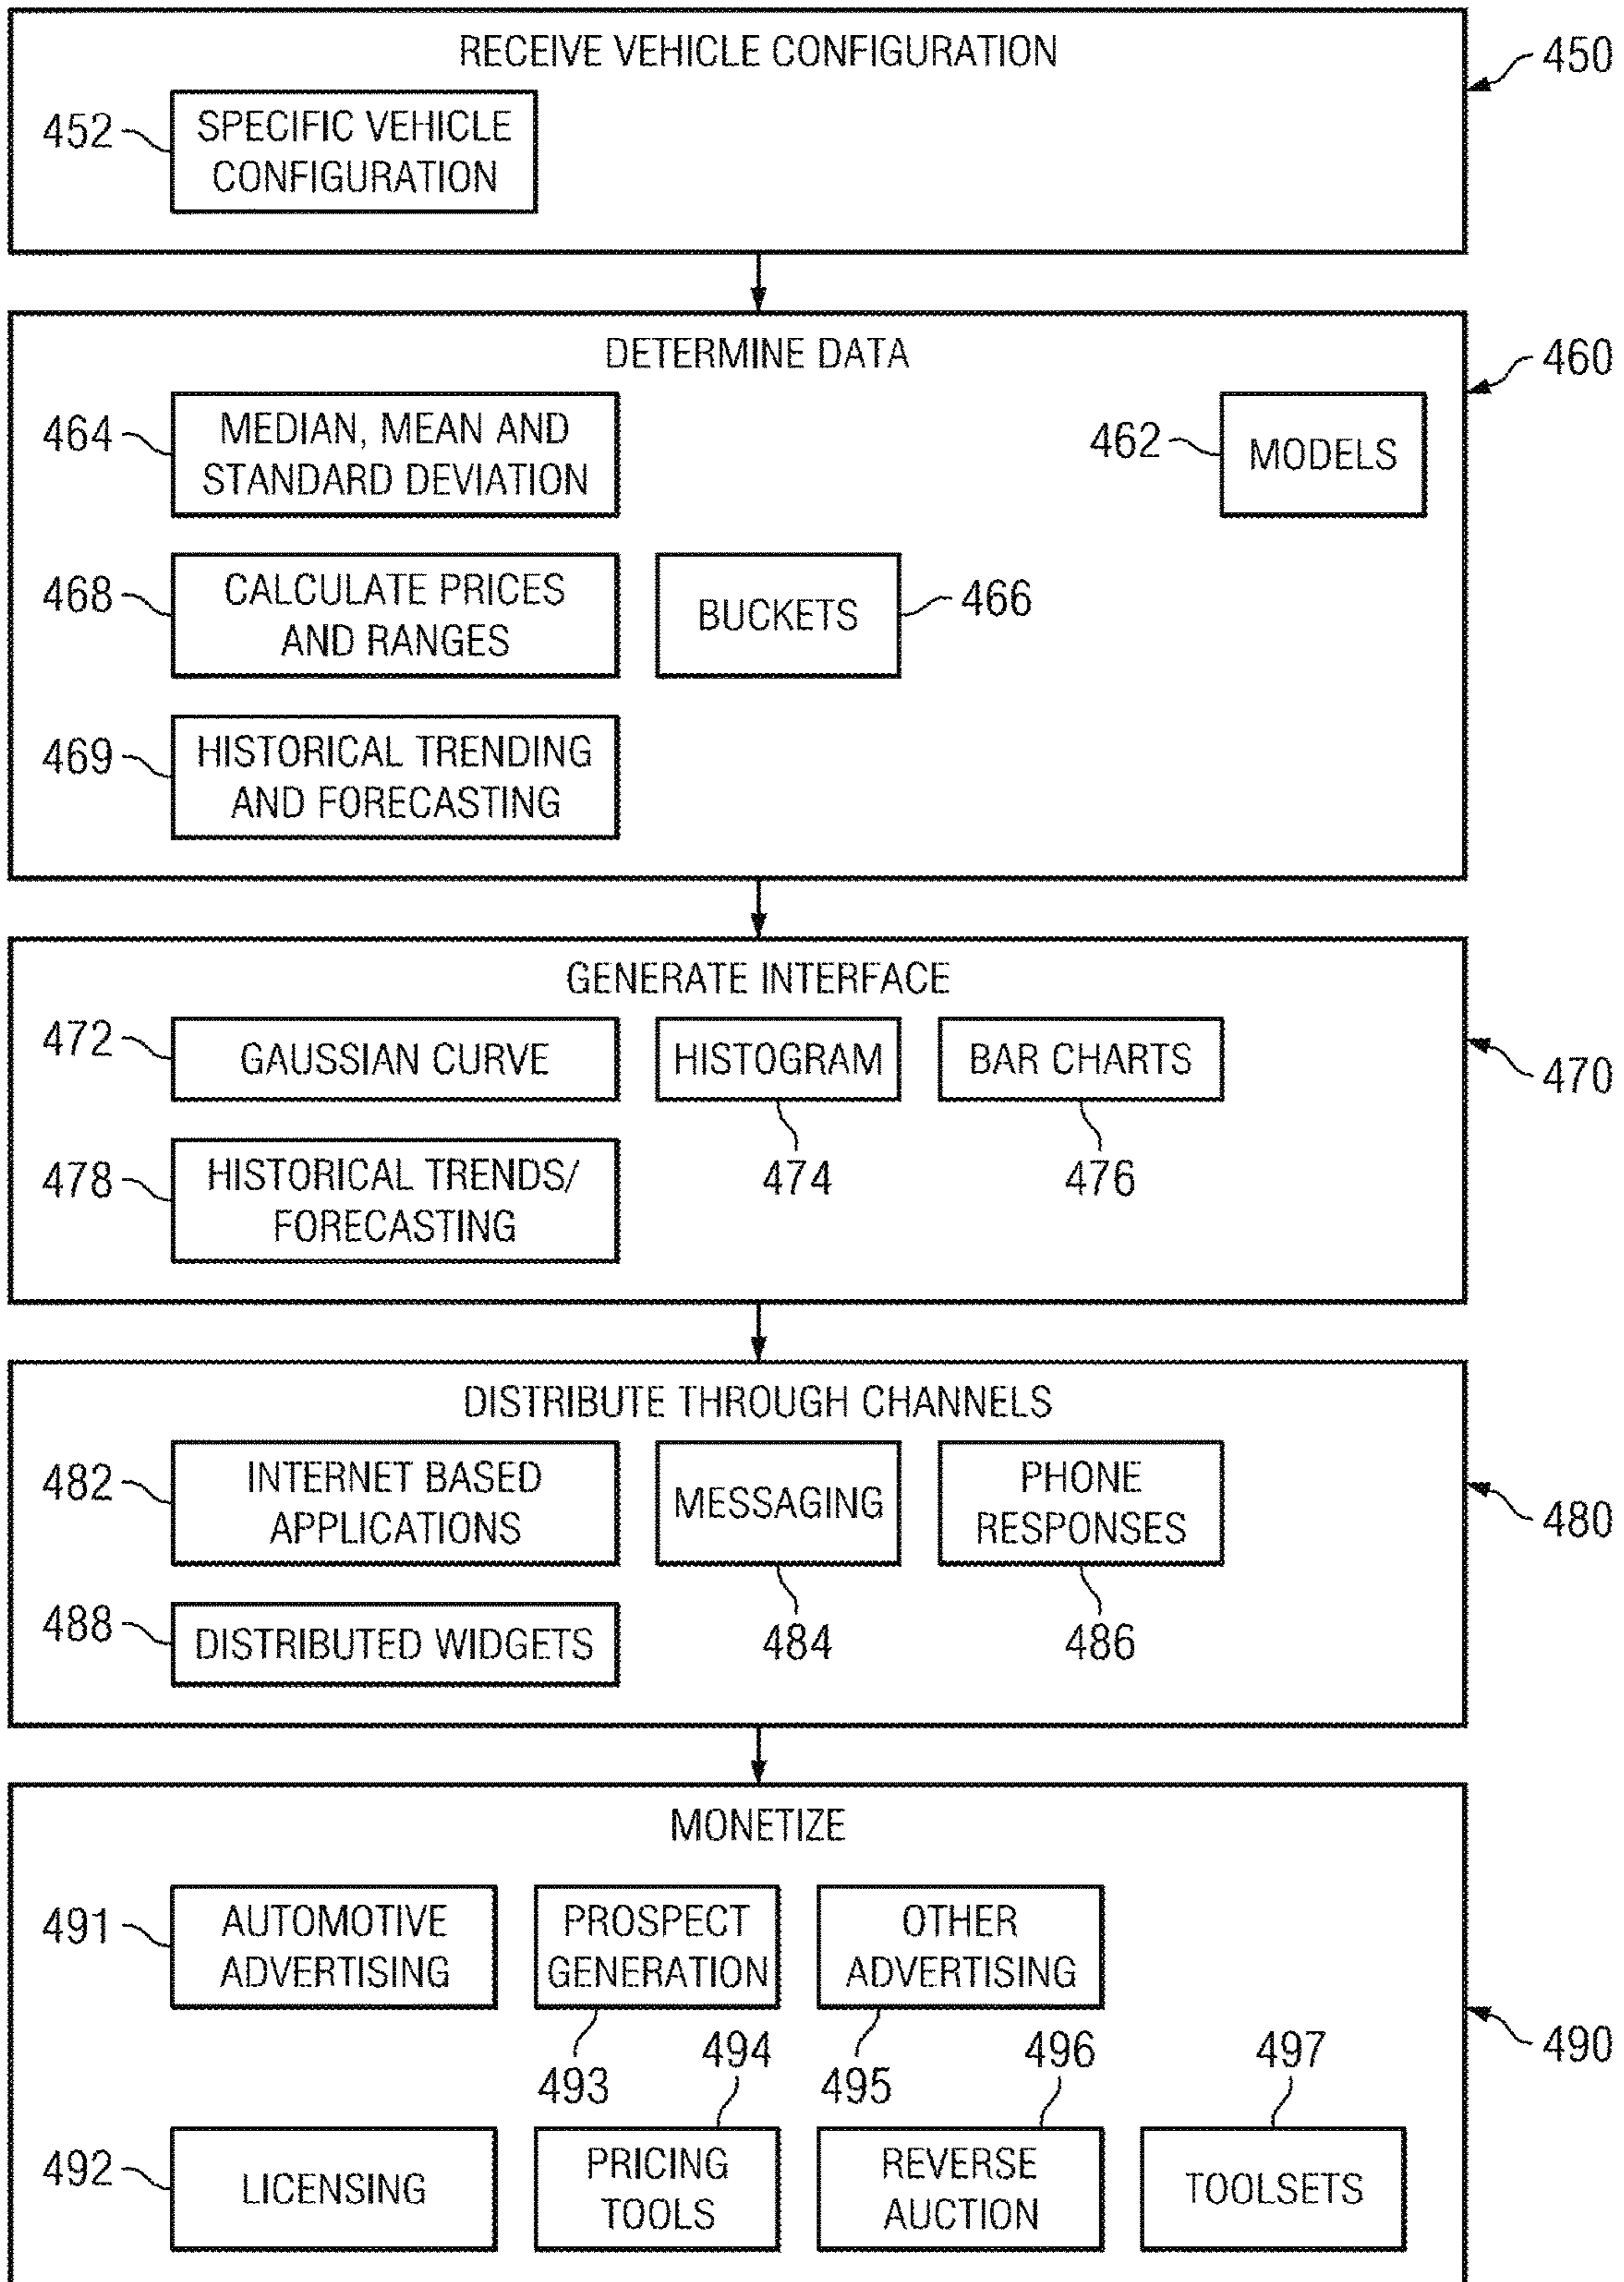 RECEIVE VEHICLE CONFIGURATION
450
452
SPECIFIC VEHICLE
CONFIGURATION
DETERMINE DATA
460
464
MEDIAN, MEAN AND
STANDARD DEVIATION
462
MODELS
468
CALCULATE PRICES
AND RANGES
BUCKETS
466
469
HISTORICAL TRENDING
AND FORECASTING
GENERATE INTERFACE
470
472
GAUSSIAN CURVE
HISTOGRAM
474
BAR CHARTS
476
478
HISTORICAL TRENDS/
FORECASTING
DISTRIBUTE THROUGH CHANNELS
480
482
INTERNET BASED
APPLICATIONS
MESSAGING
484
PHONE
RESPONSES
486
488
DISTRIBUTED WIDGETS
MONETIZE
490
491
AUTOMOTIVE
ADVERTISING
PROSPECT
GENERATION
493
OTHER
ADVERTISING
495
492
LICENSING
494
PRICING
TOOLS
496
REVERSE
AUCTION
497
TOOLSETS